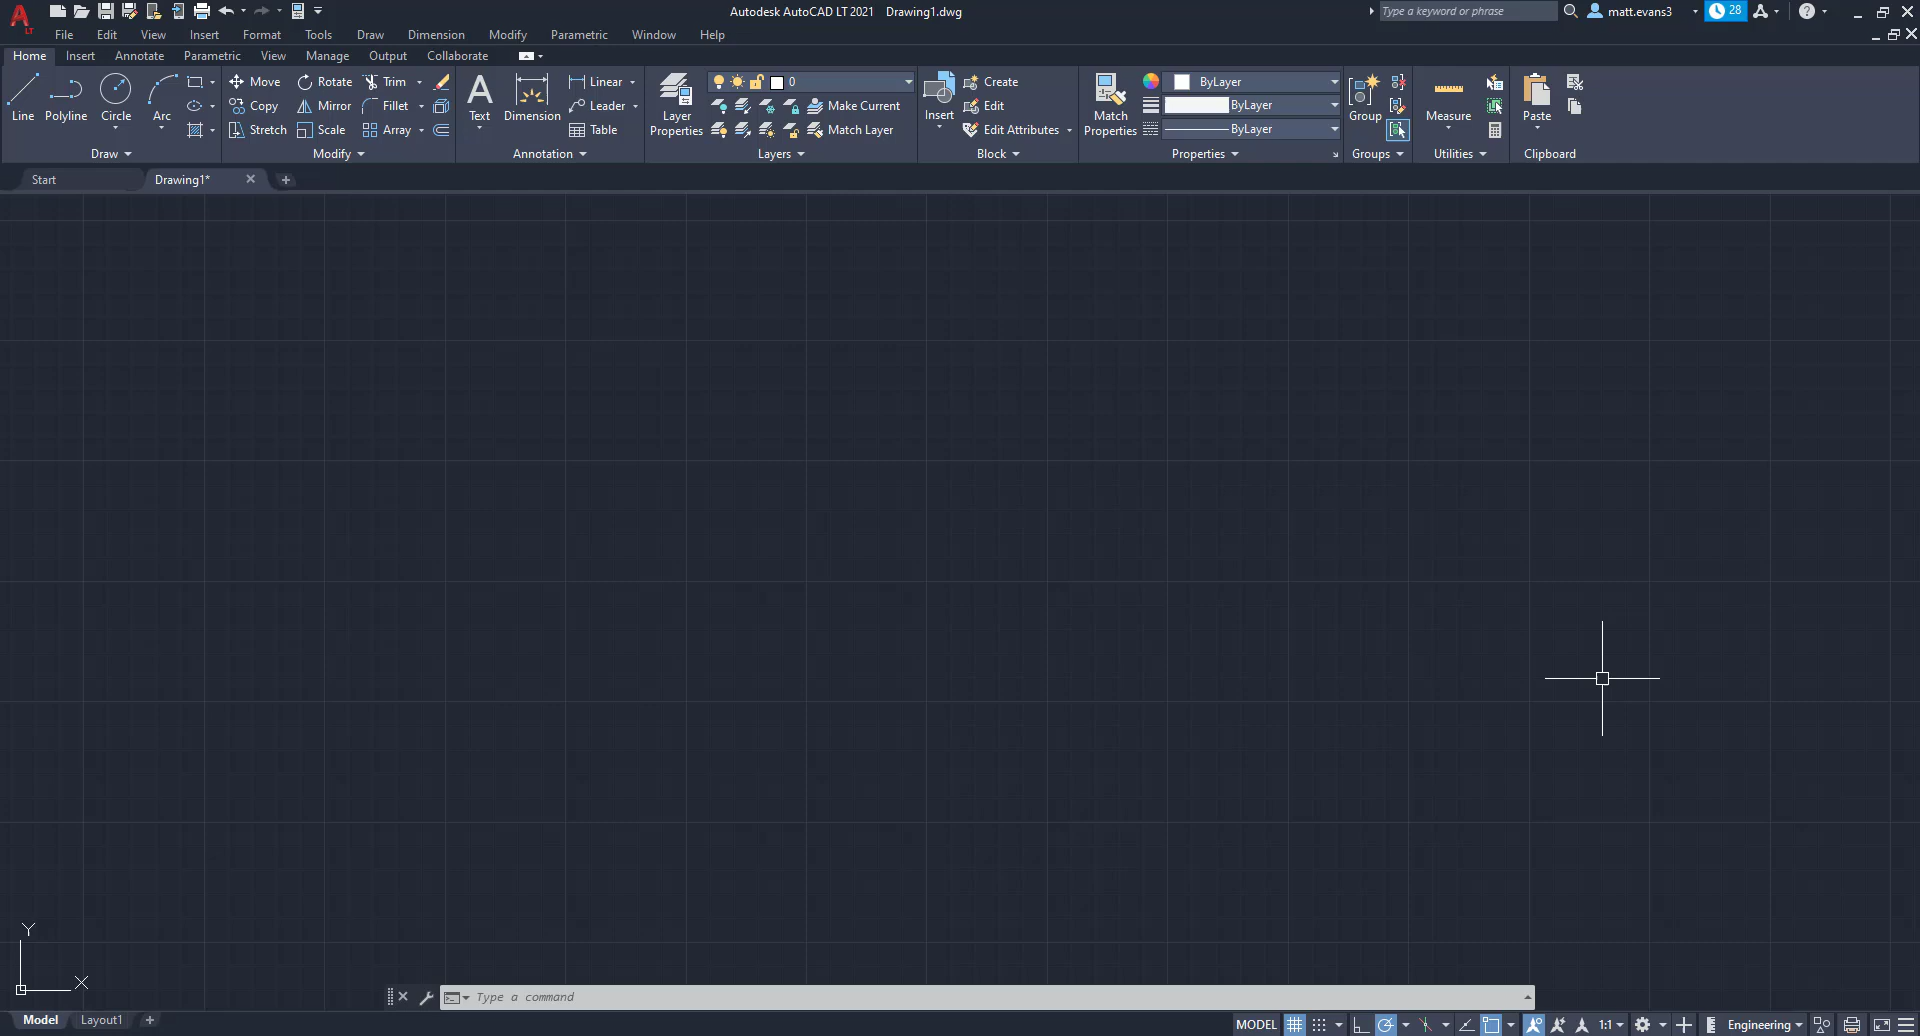 Autodesk AutoCAD LT 2021 Drawing1.dwg Type a keyword or phrase matt.evans3 28
LT
File Edit View Insert Format Tools Draw Dimension Modify Parametric Window Help
Home Insert Annotate Parametric View Manage Output Collaborate
Move Rotate Trim Linear 0 Create ByLayer
Copy Mirror Fillet Leader Make Current Edit ByLayer
Line Polyline Circle Arc Text Dimension Layer Properties Insert Match Properties Group Measure Paste
Stretch Scale Array Table Match Layer Edit Attributes ByLayer
Draw Modify Annotation Layers Block Properties Groups Utilities Clipboard
Start Drawing1*
Y
X
Type a command
Model Layout1 MODEL 1:1 Engineering